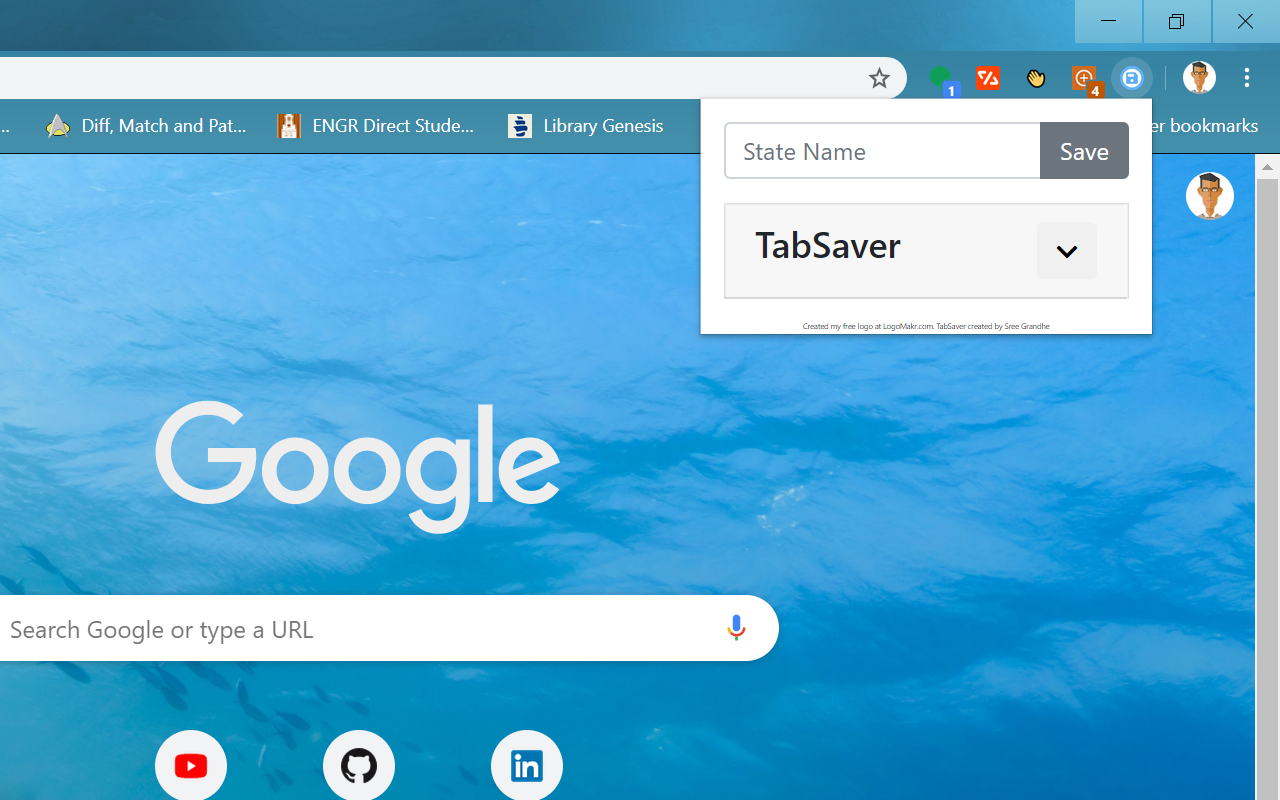 1
4
...
Diff, Match and Pat...
ENGR Direct Stude...
Library Genesis
er bookmarks
State Name
Save
TabSaver
Created my free logo at LogoMakr.com. TabSaver created by Sree Grandhe
Google
Search Google or type a URL
in